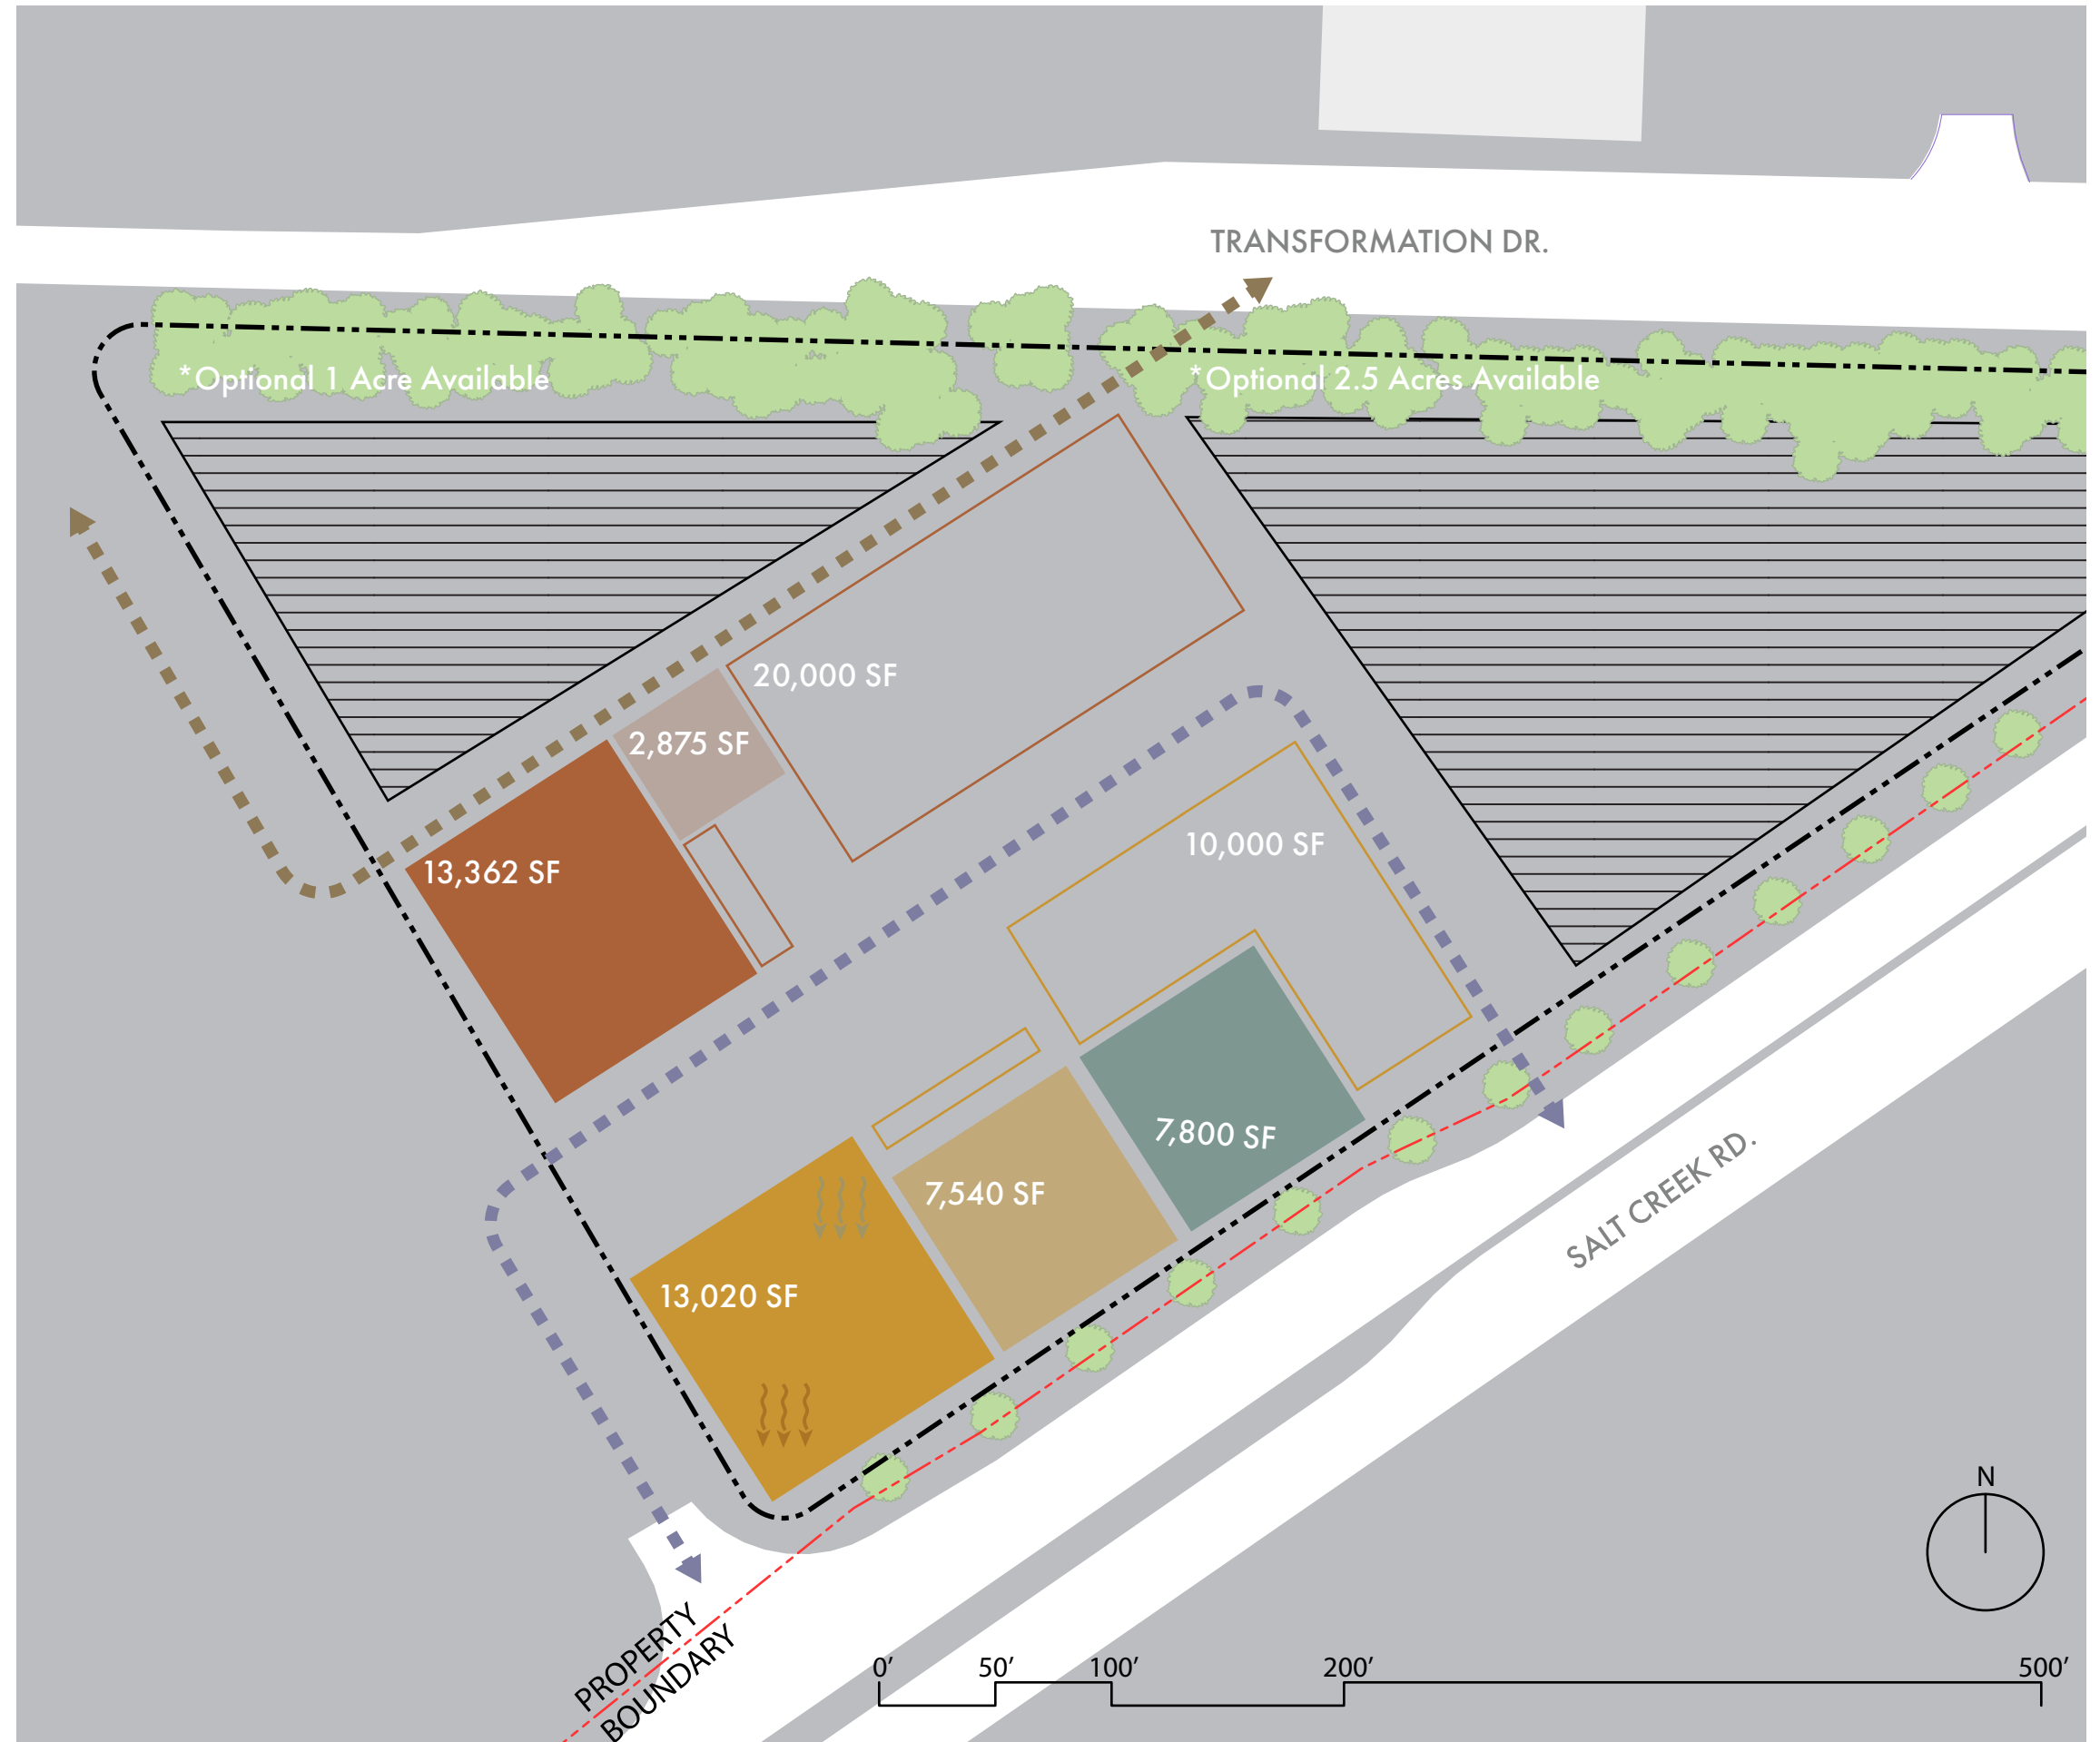 TRANSFORMATION DR.
*Optional 1 Acre Available
*Optional 2.5 Acres Available
20,000 SF
2,875 SF
10,000 SF
13,362 SF
7,800 SF
7,540 SF
SALT CREEK RD.
13,020 SF
N
PROPERTY
BOUNDARY
0’ 50’ 100’ 200’ 500’